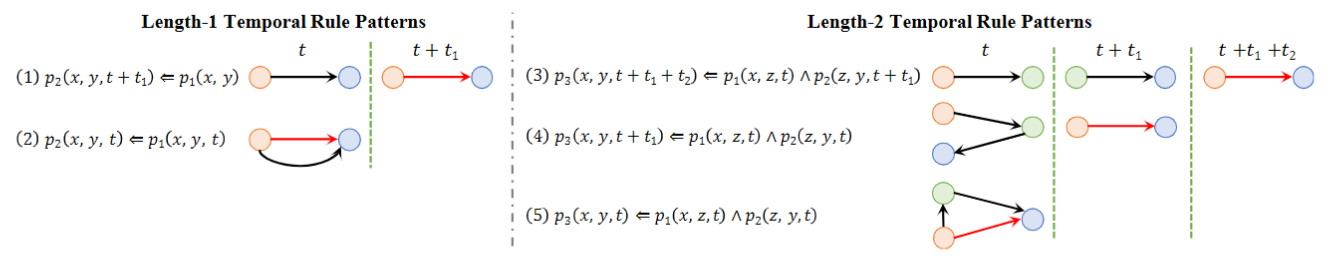 Length-1 Temporal Rule Patterns
t
t + t₁
(1) p₂(x, y, t + t₁) ⇐ p₁(x, y)
(2) p₂(x, y, t) ⇐ p₁(x, y, t)
Length-2 Temporal Rule Patterns
t
t + t₁
t +t₁ +t₂
(3) p₃(x, y, t + t₁ + t₂) ⇐ p₁(x, z, t) ∧ p₂(z, y, t + t₁)
(4) p₃(x, y, t + t₁) ⇐ p₁(x, z, t) ∧ p₂(z, y, t)
(5) p₃(x, y, t) ⇐ p₁(x, z, t) ∧ p₂(z, y, t)